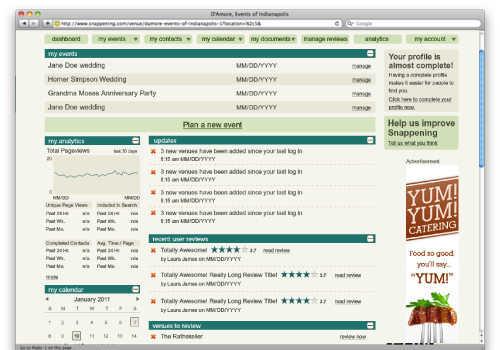 D'Amore, Events of Indianapolis
http://www.snappening.com/venue/damore-events-of-indianapolis-1?location=%2c5&
Google
dashboard my events my contacts my calendar my documents manage reviews analytics my account
my events
Jane Doe wedding MM/DD/YYYY manage
Homer Simpson Wedding MM/DD/YYYY manage
Grandma Moses Anniversary Party MM/DD/YYYY manage
Jane Doe wedding MM/DD/YYYY manage
Plan a new event
my analytics
Total Pageviews last 30 days
20
0
MM/DD MM/DD
Unique Page Views Included in Search
Past 24 Hr. n/a Past 24 Hr. n/a
Past Wk. n/a Past Wk. n/a
Past Mo. n/a Past Mo. n/a
Completed Contacts Avg. Time / Page
Past 24 Hr. n/a Past 24 Hr. n/a
Past Wk. n/a Past Wk. n/a
Past Mo. n/a Past Mo. n/a
more
my calendar
January 2011
S M T W T F S
1 2 3 4 5 6 7
8 9 10 11 12 13 14
updates
3 new venues have been added since your last log in
8:15 am MM/DD/YYYY
3 new venues have been added since your last log in
8:15 am MM/DD/YYYY
3 new venues have been added since your last log in
8:15 am MM/DD/YYYY
3 new venues have been added since your last log in
8:15 am MM/DD/YYYY
recent user reviews
Totally Awesome! 3.7 read review
by Laura James on MM/DD/YYYY
Totally Awesome! Really Long Review Title! 3.7 read review
by Laura James on MM/DD/YYYY
Totally Awesome! Really Long Review Title! 3.7 read review
by Laura James on MM/DD/YYYY
venues to review
The Rathskeller review now
Your profile is
almost complete!
Having a complete profile
makes it easier for people to
find you.
Click here to complete your
profile now.
Help us improve
Snappening
Tell us what you think
Advertisement
YUM!
YUM!
CATERING
Food so good,
you'll say...
"YUM!"